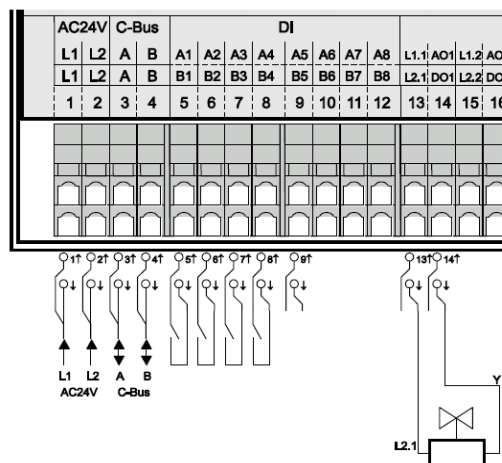 AC24V C-Bus DI
L1 L2 A B A1 A2 A3 A4 A5 A6 A7 A8 L1.1 AO1 L1.2
L1 L2 A B B1 B2 B3 B4 B5 B6 B7 B8 L2.1 DO1 L2.2
1 2 3 4 5 6 7 8 9 10 11 12 13 14 15 16
1↑ 2↑ 3↑ 4↑ 5↑ 6↑ 7↑ 8↑ 9↑ 13↑ 14↑
↓ ↓ ↓ ↓ ↓ ↓ ↓ ↓ ↓ ↓ ↓
L1 L2 A B Y
AC24V C-Bus
L2.1